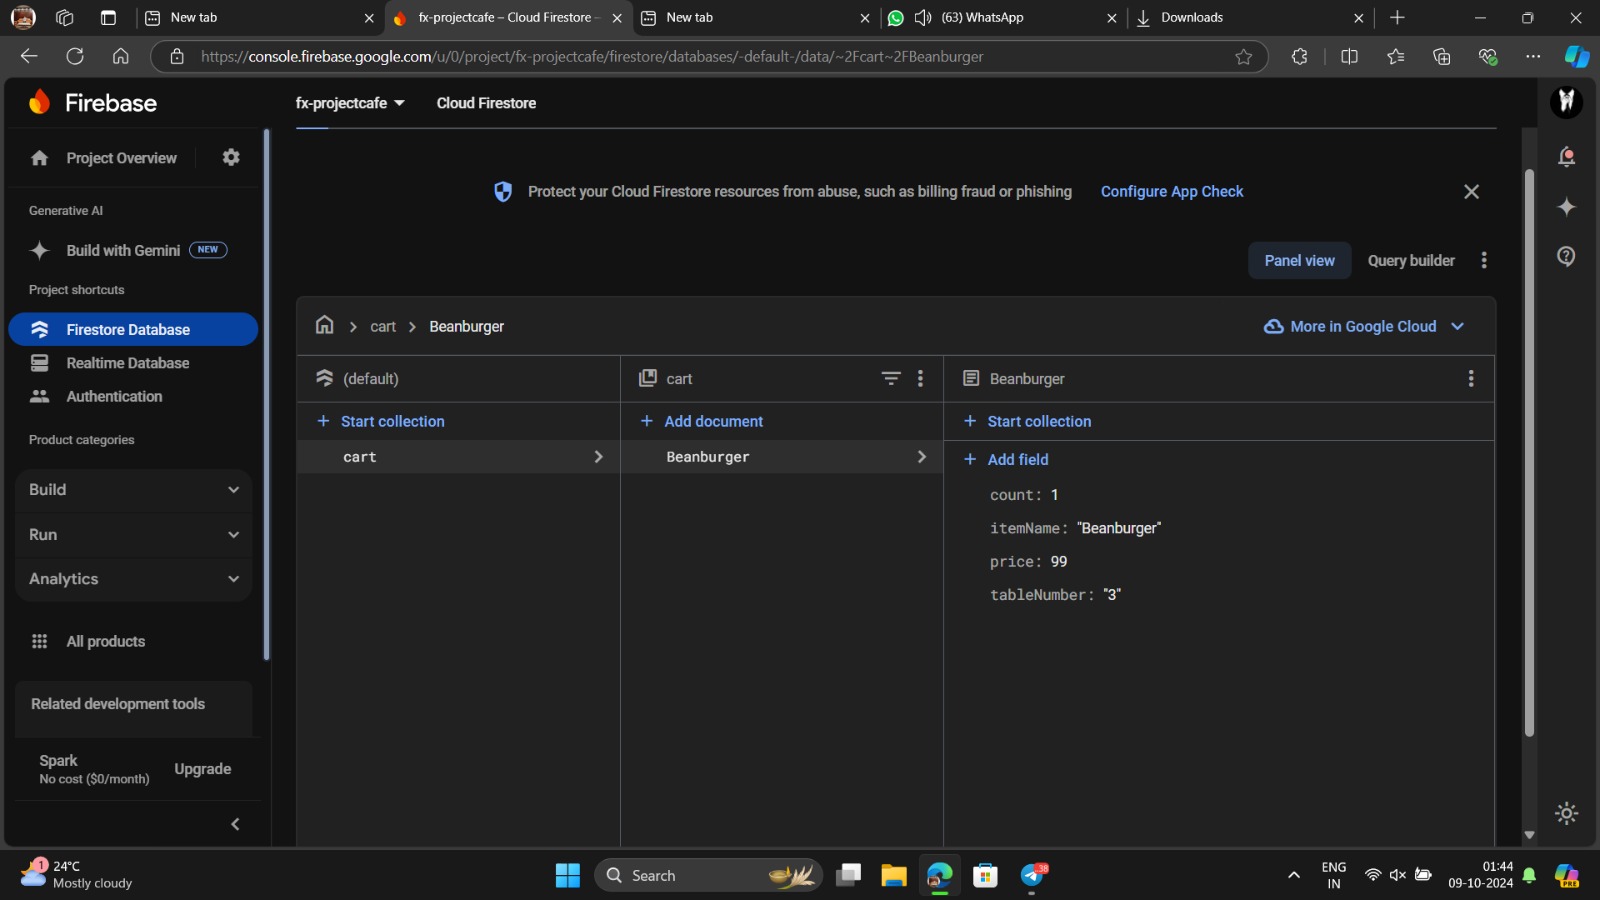 New tab
fx-projectcafe – Cloud Firestore –
New tab
(63) WhatsApp
Downloads
https://console.firebase.google.com/u/0/project/fx-projectcafe/firestore/databases/-default-/data/~2Fcart~2FBeanburger
Firebase
fx-projectcafe
Cloud Firestore
Project Overview
Generative AI
Build with Gemini NEW
Project shortcuts
Firestore Database
Realtime Database
Authentication
Product categories
Build
Run
Analytics
All products
Related development tools
Spark
No cost ($0/month)
Upgrade
Protect your Cloud Firestore resources from abuse, such as billing fraud or phishing Configure App Check
Panel view
Query builder
cart
Beanburger
More in Google Cloud
(default)
+ Start collection
cart
cart
+ Add document
Beanburger
Beanburger
+ Start collection
+ Add field
count: 1
itemName: "Beanburger"
price: 99
tableNumber: "3"
1
24°C
Mostly cloudy
Search
38
ENG
IN
01:44
09-10-2024
PRE